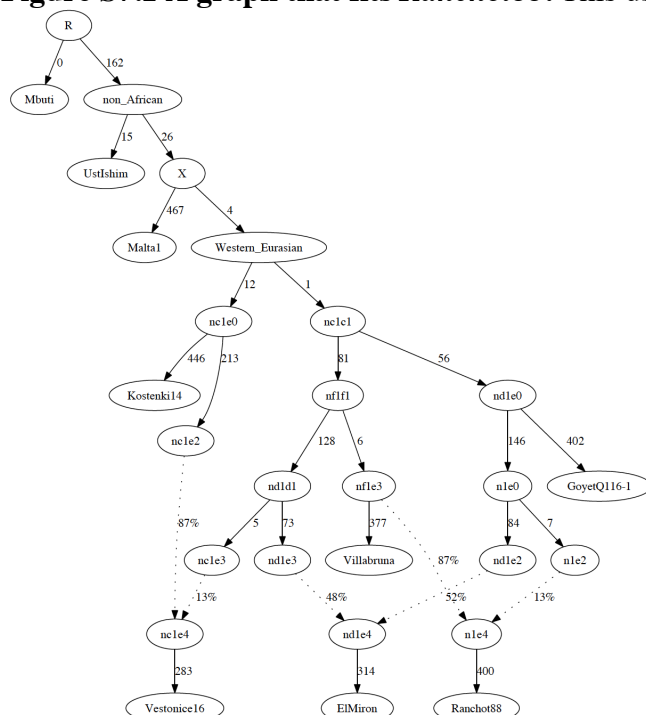 R
0 162
Mbuti non_African
15 26
UstIshim X
467 4
Malta1 Western_Eurasian
12 1
nc1e0 nc1c1
446 213 81 56
Kostenki14 nf1f1 nd1e0
128 6 146 402
nc1e2 nd1d1 nf1e3 n1e0 GoyetQ116-1
87% 5 73 377 87% 84 7
nc1e3 nd1e3 Villabruna nd1e2 n1e2
13% 48% 52% 13%
nc1e4 nd1e4 n1e4
283 314 400
Vestonice16 ElMiron Ranchot88